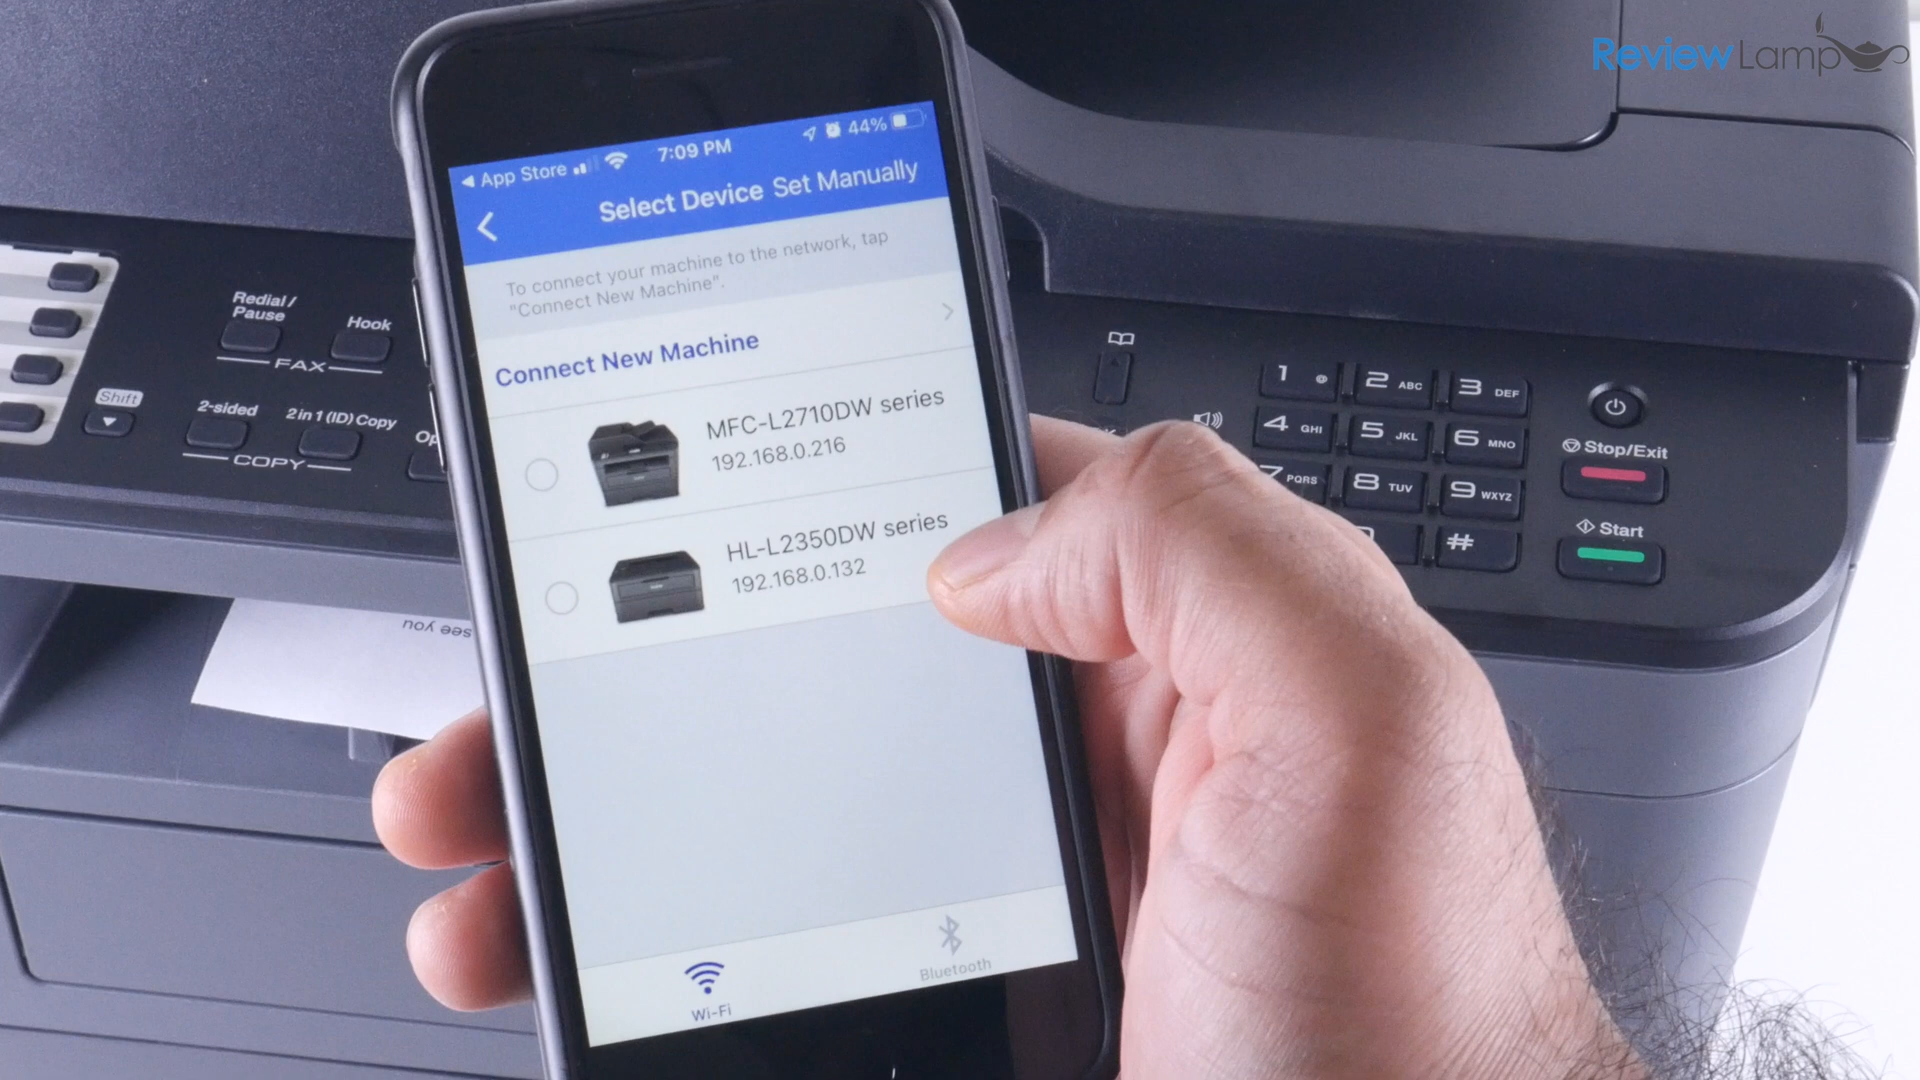 ReviewLamp
App Store
7:09 PM
44%
Select Device
Set Manually
To connect your machine to the network, tap
"Connect New Machine".
Connect New Machine
MFC-L2710DW series
192.168.0.216
HL-L2350DW series
192.168.0.132
Wi-Fi
Bluetooth
Redial /
Pause
Hook
FAX
Shift
2-sided
2 in 1 (ID) Copy
COPY
see you
1 @
2 ABC
3 DEF
4 GHI
5 JKL
6 MNO
7 PQRS
8 TUV
9 WXYZ
#
Stop/Exit
Start